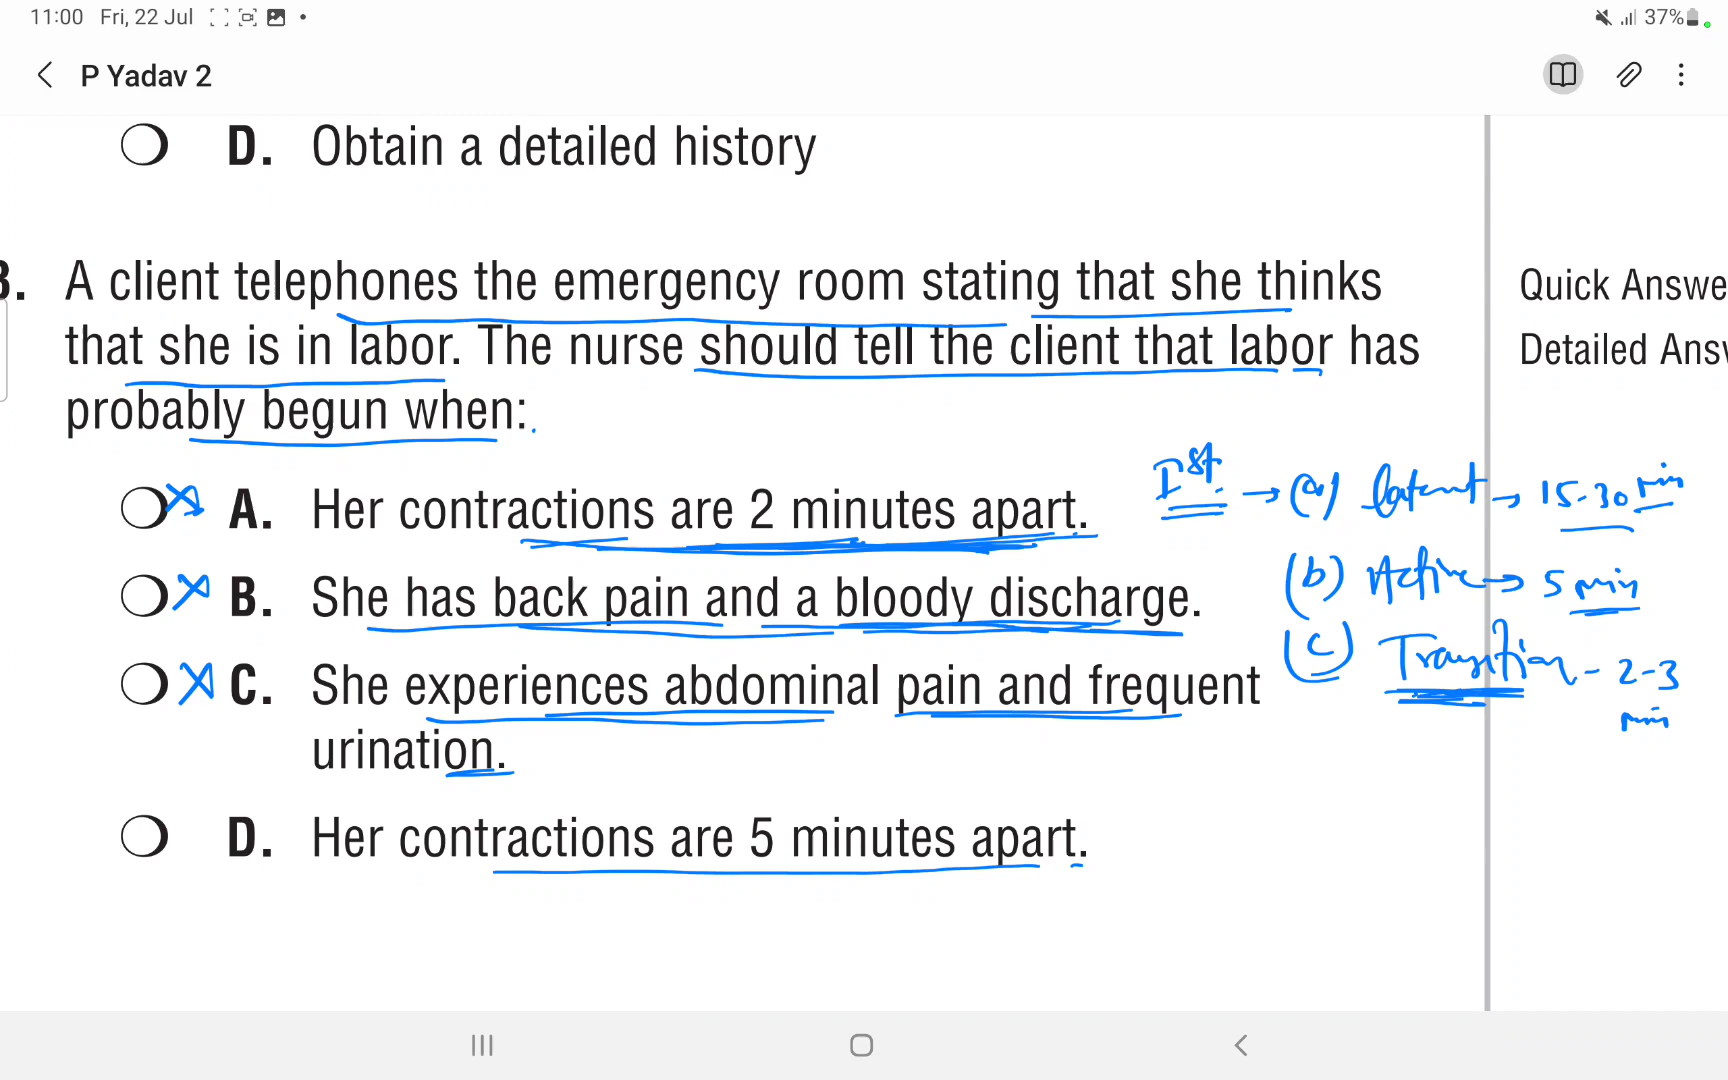 11:00 Fri, 22 Jul
37%
P Yadav 2
D. Obtain a detailed history
3. A client telephones the emergency room stating that she thinks
that she is in labor. The nurse should tell the client that labor has
probably begun when:
A. Her contractions are 2 minutes apart.
B. She has back pain and a bloody discharge.
C. She experiences abdominal pain and frequent
urination.
D. Her contractions are 5 minutes apart.
Ist. → (a) latent → 15-30 min
(b) Active → 5 min
(c) Transition - 2-3
min
Quick Answe
Detailed Answ